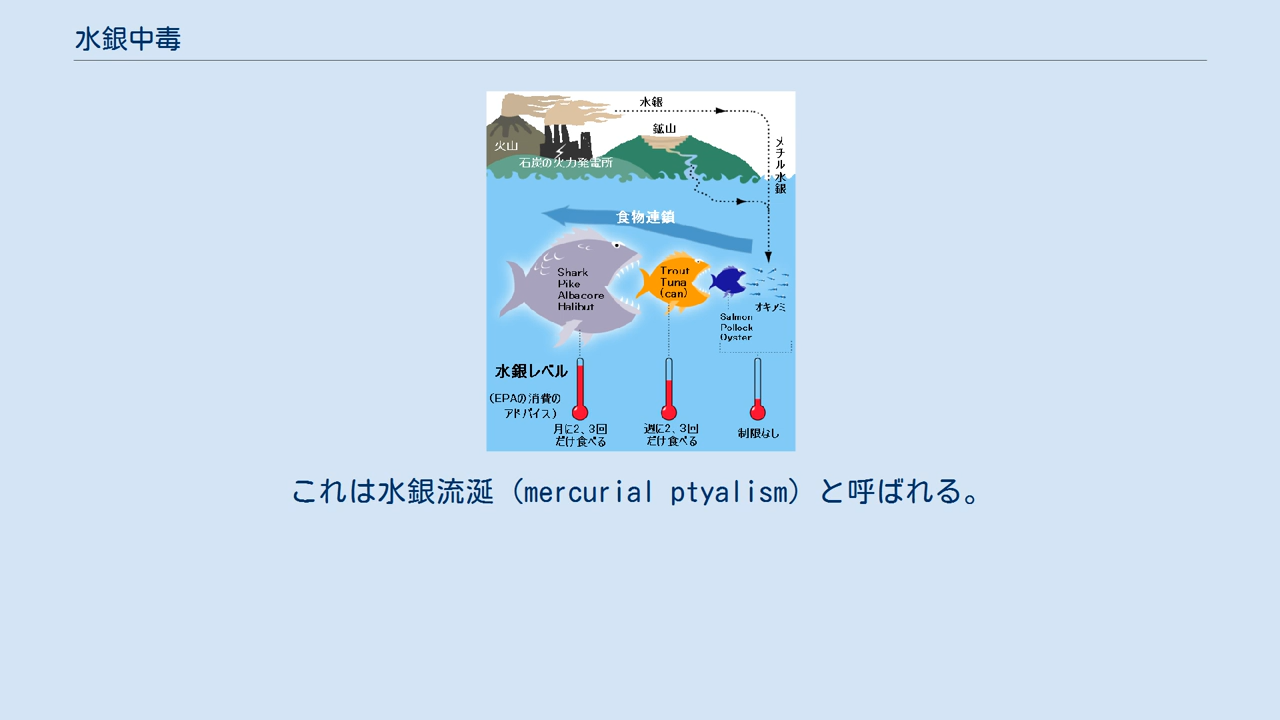 水銀中毒
水銀
鉱山
火山
石炭の火力発電所
メチル水銀
食物連鎖
Shark
Pike
Albacore
Halibut
Trout
Tuna
(can)
オキアミ
Salmon
Pollock
Oyster
水銀レベル
(EPAの消費の
アドバイス)
月に2、3回
だけ食べる
週に2、3回
だけ食べる
制限なし
これは水銀流涎（mercurial ptyalism）と呼ばれる。